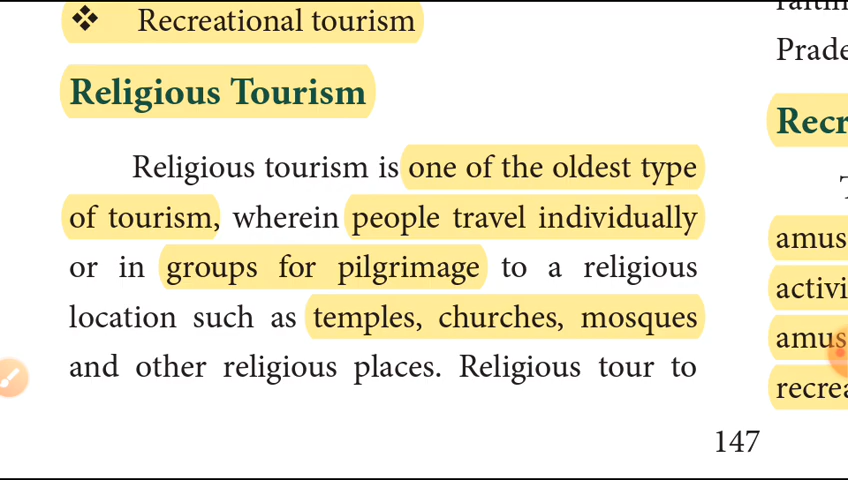 ❖ Recreational tourism
Religious Tourism
Religious tourism is one of the oldest type
of tourism, wherein people travel individually
or in groups for pilgrimage to a religious
location such as temples, churches, mosques
and other religious places. Religious tour to
147
Prade
Recr
amus
activi
amus
recrea